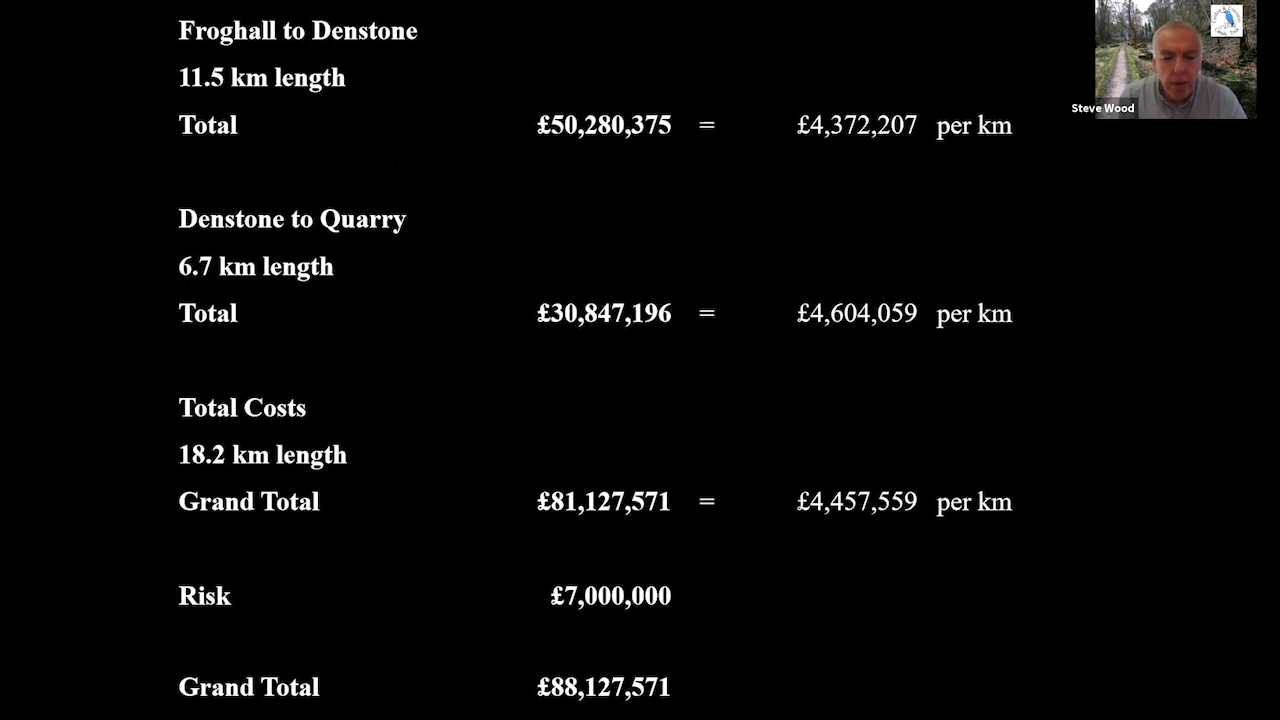 Froghall to Denstone
11.5 km length
Total £50,280,375 = £4,372,207 per km
Denstone to Quarry
6.7 km length
Total £30,847,196 = £4,604,059 per km
Total Costs
18.2 km length
Grand Total £81,127,571 = £4,457,559 per km
Risk £7,000,000
Grand Total £88,127,571
Steve Wood